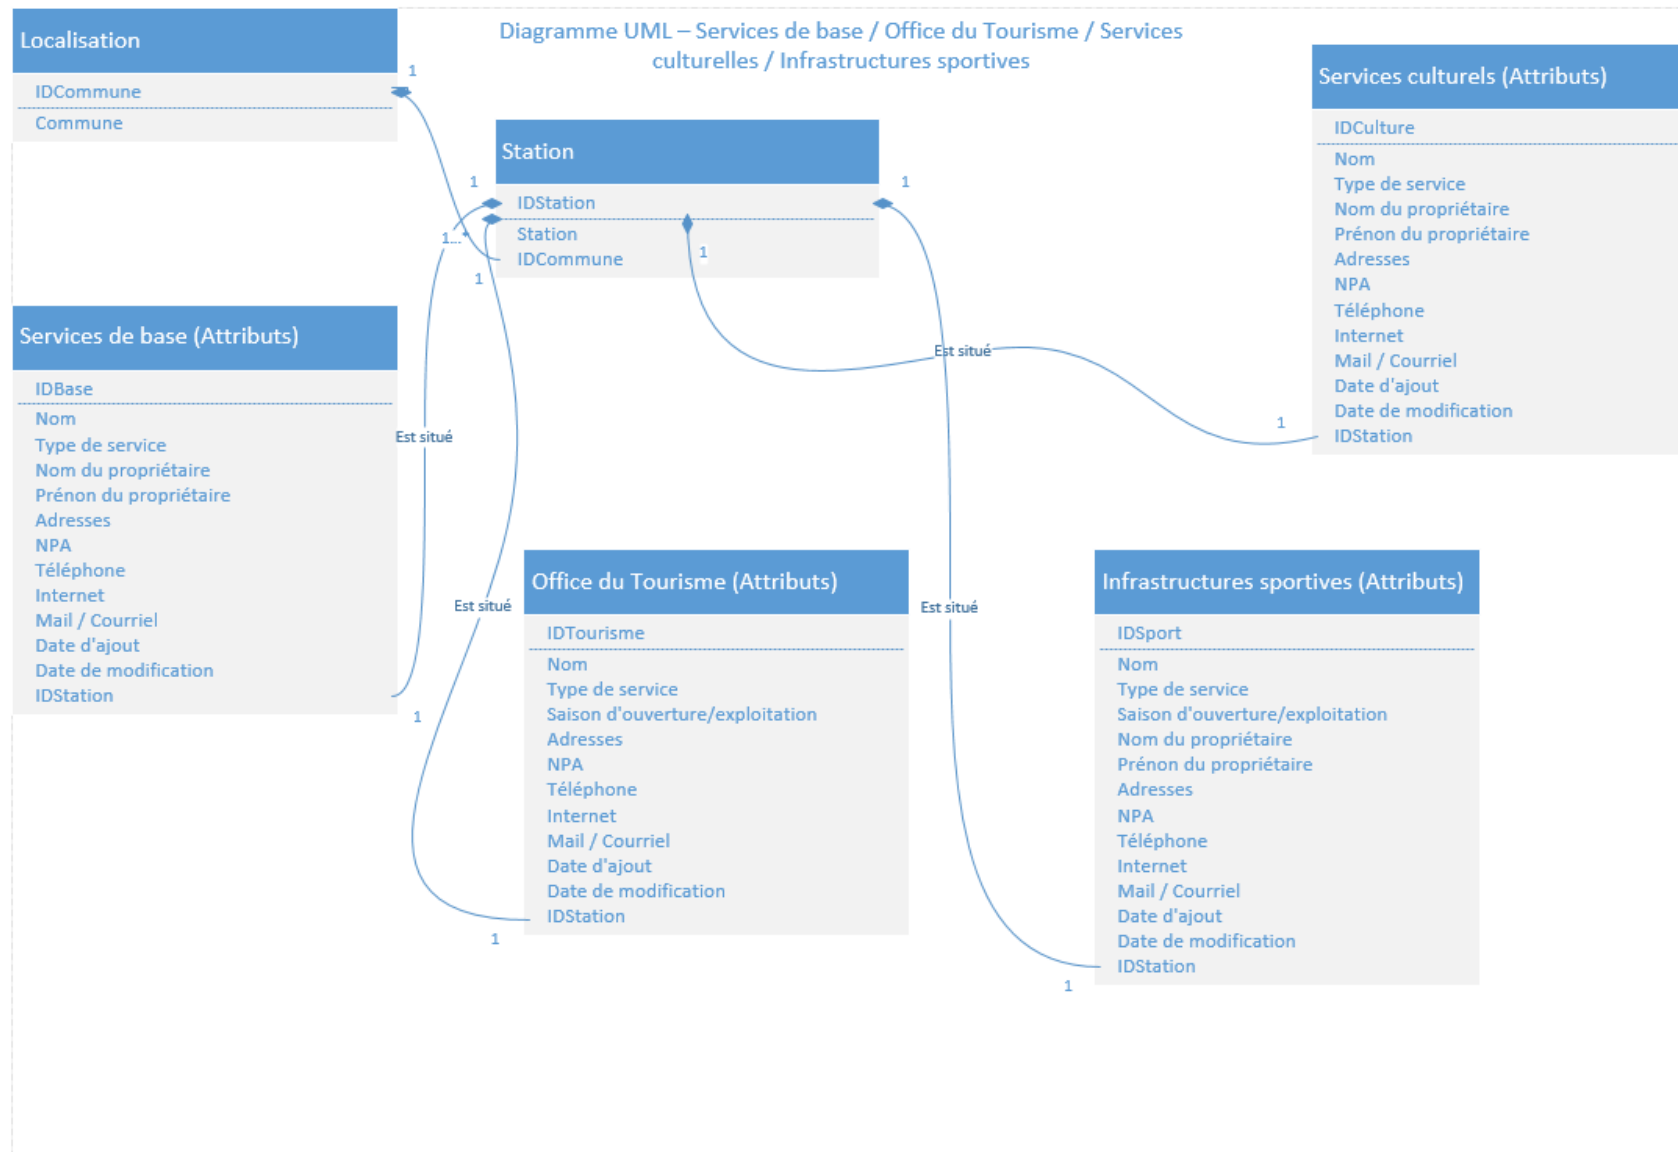 Diagramme UML – Services de base / Office du Tourisme / Services
culturelles / Infrastructures sportives
Localisation
IDCommune
Commune
1
Station
IDStation
Station
IDCommune
1
1...*
1
1
1
Services culturels (Attributs)
IDCulture
Nom
Type de service
Nom du propriétaire
Prénon du propriétaire
Adresses
NPA
Téléphone
Internet
Mail / Courriel
Date d'ajout
Date de modification
IDStation
1
Est situé
Services de base (Attributs)
IDBase
Nom
Type de service
Nom du propriétaire
Prénon du propriétaire
Adresses
NPA
Téléphone
Internet
Mail / Courriel
Date d'ajout
Date de modification
IDStation
1
Est situé
Office du Tourisme (Attributs)
IDTourisme
Nom
Type de service
Saison d'ouverture/exploitation
Adresses
NPA
Téléphone
Internet
Mail / Courriel
Date d'ajout
Date de modification
IDStation
1
Est situé
Infrastructures sportives (Attributs)
IDSport
Nom
Type de service
Saison d'ouverture/exploitation
Nom du propriétaire
Prénon du propriétaire
Adresses
NPA
Téléphone
Internet
Mail / Courriel
Date d'ajout
Date de modification
IDStation
1
Est situé